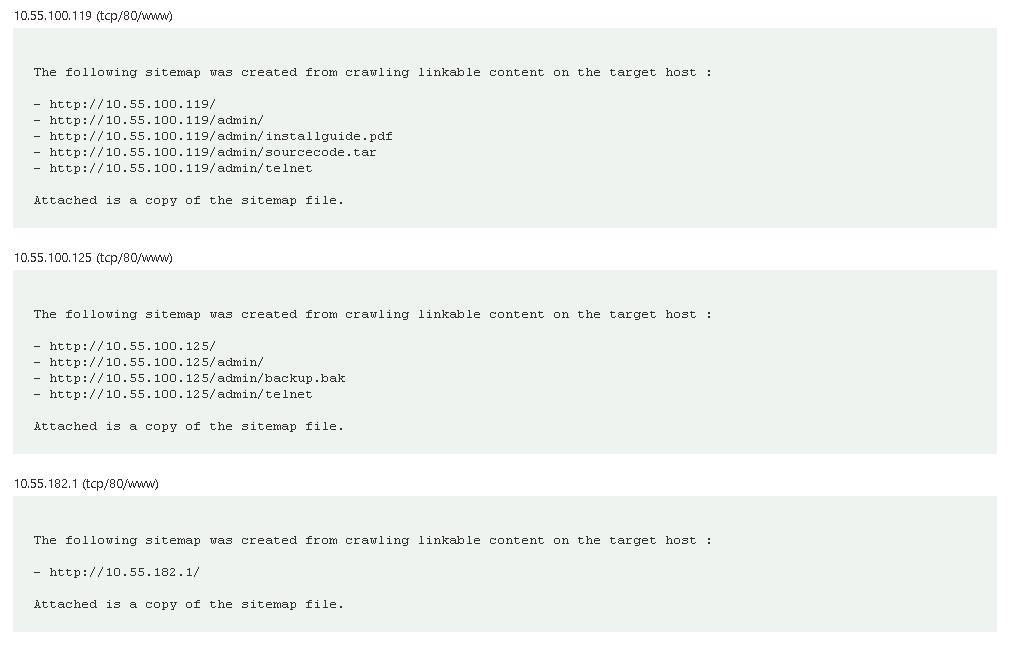 10.55.100.119 (tcp/80/www)
The following sitemap was created from crawling linkable content on the target host :
- http://10.55.100.119/
- http://10.55.100.119/admin/
- http://10.55.100.119/admin/installguide.pdf
- http://10.55.100.119/admin/sourcecode.tar
- http://10.55.100.119/admin/telnet
Attached is a copy of the sitemap file.
10.55.100.125 (tcp/80/www)
The following sitemap was created from crawling linkable content on the target host :
- http://10.55.100.125/
- http://10.55.100.125/admin/
- http://10.55.100.125/admin/backup.bak
- http://10.55.100.125/admin/telnet
Attached is a copy of the sitemap file.
10.55.182.1 (tcp/80/www)
The following sitemap was created from crawling linkable content on the target host :
- http://10.55.182.1/
Attached is a copy of the sitemap file.